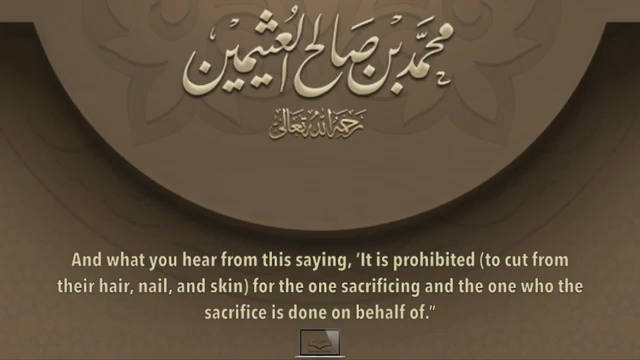 محمد بن صالح العثيمين
رحمه الله تعالى
And what you hear from this saying, ‘It is prohibited (to cut from
their hair, nail, and skin) for the one sacrificing and the one who the
sacrifice is done on behalf of.”